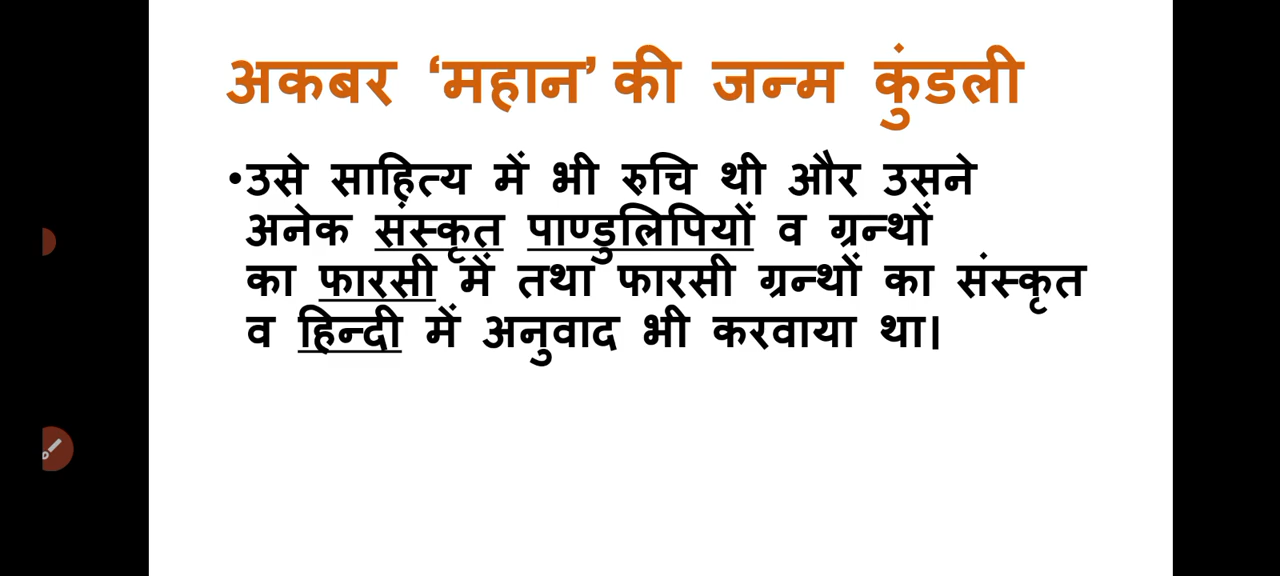 अकबर ‘महान’ की जन्म कुंडली
•उसे साहित्य में भी रुचि थी और उसने
अनेक संस्कृत पाण्डुलिपियों व ग्रन्थों
का फारसी में तथा फारसी ग्रन्थों का संस्कृत
व हिन्दी में अनुवाद भी करवाया था।